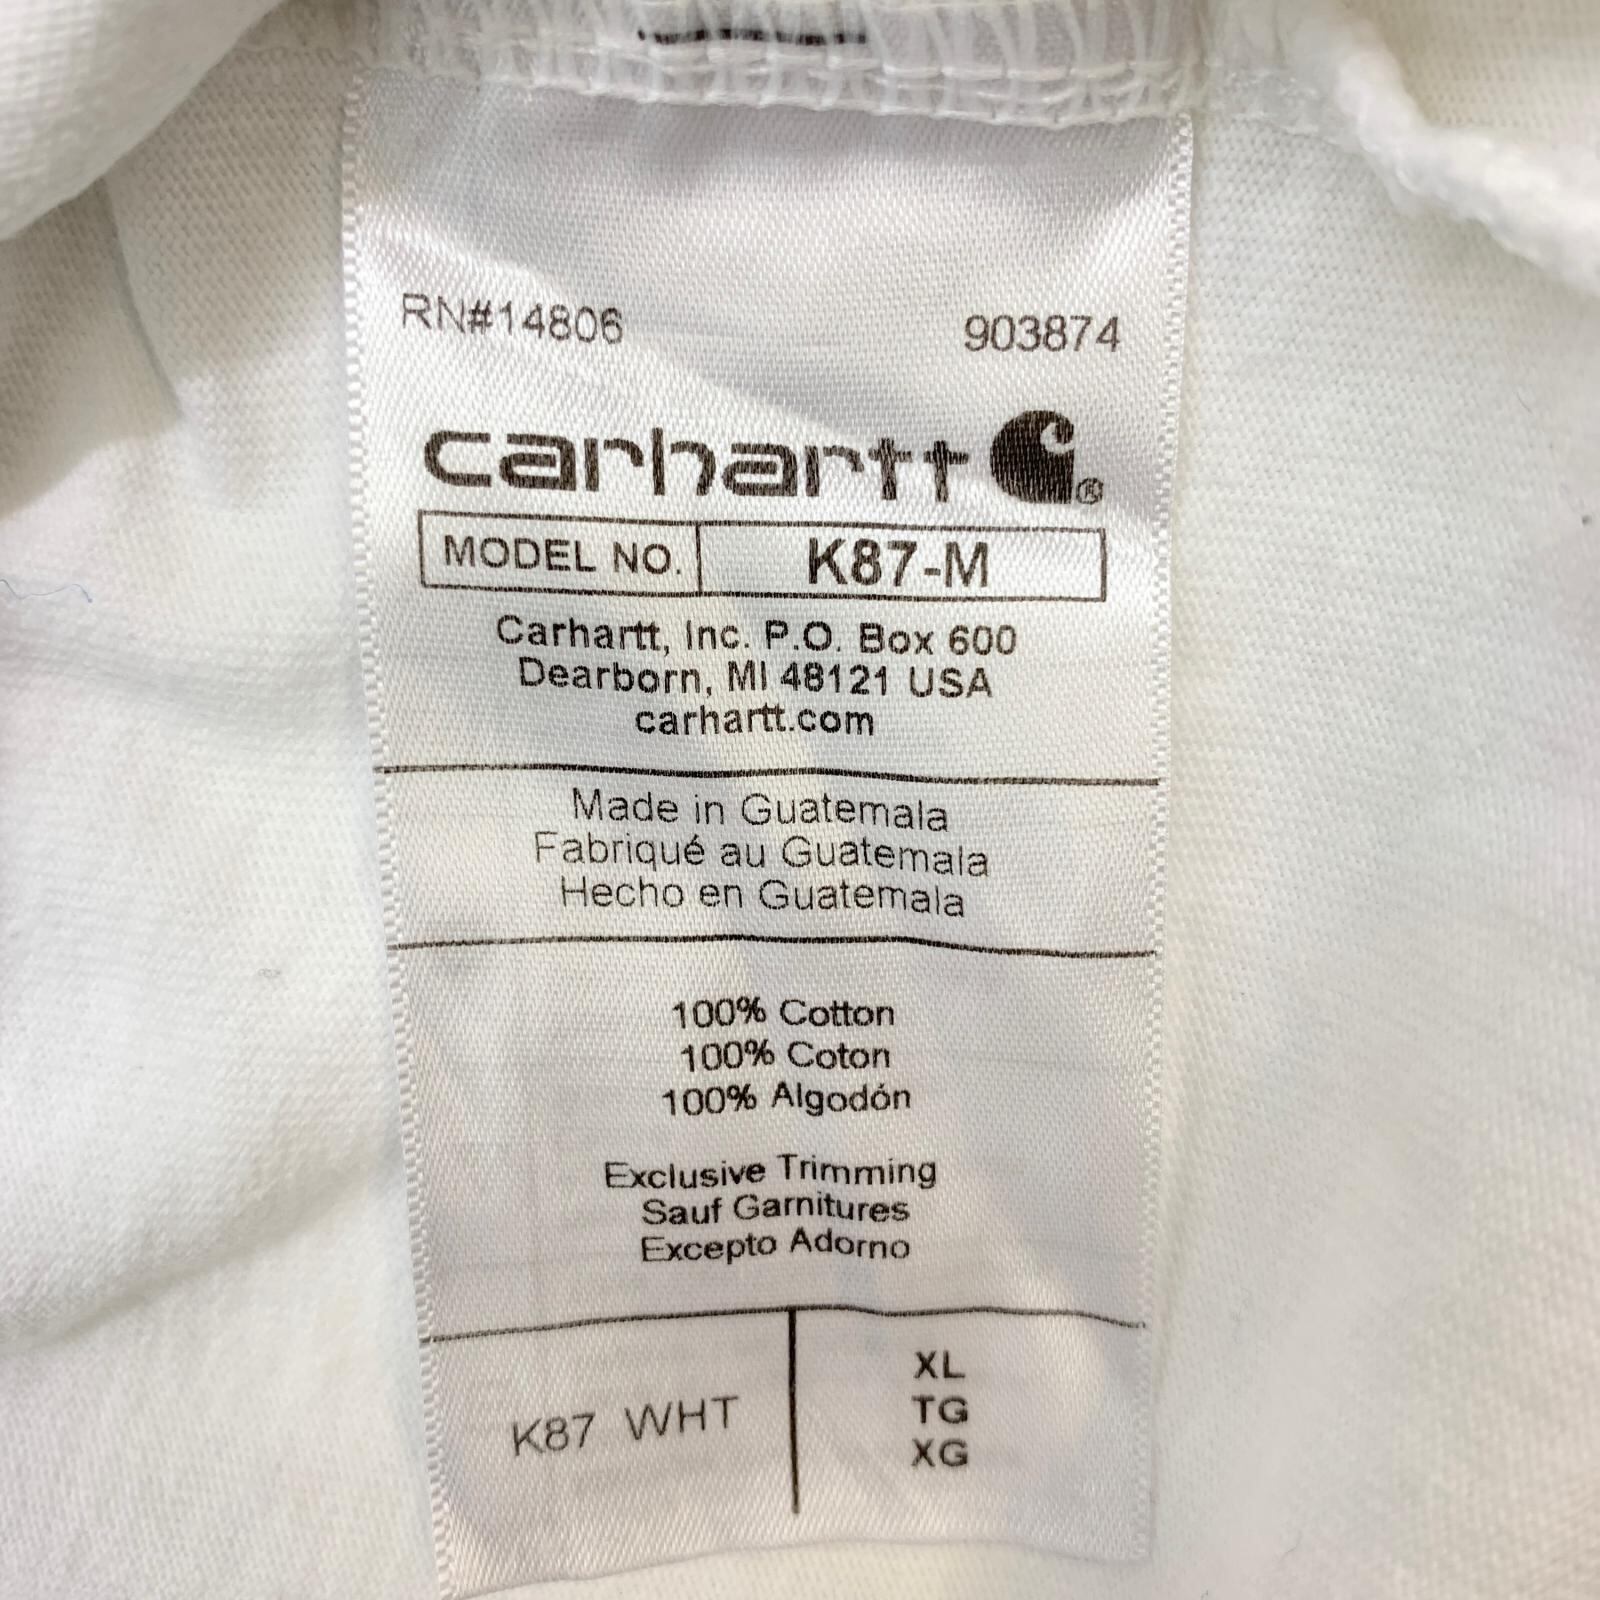 RN#14806 903874
carhartt ®
MODEL NO. K87-M
Carhartt, Inc. P.O. Box 600
Dearborn, MI 48121 USA
carhartt.com
Made in Guatemala
Fabriqué au Guatemala
Hecho en Guatemala
100% Cotton
100% Coton
100% Algodón
Exclusive Trimming
Sauf Garnitures
Excepto Adorno
K87 WHT
XL
TG
XG